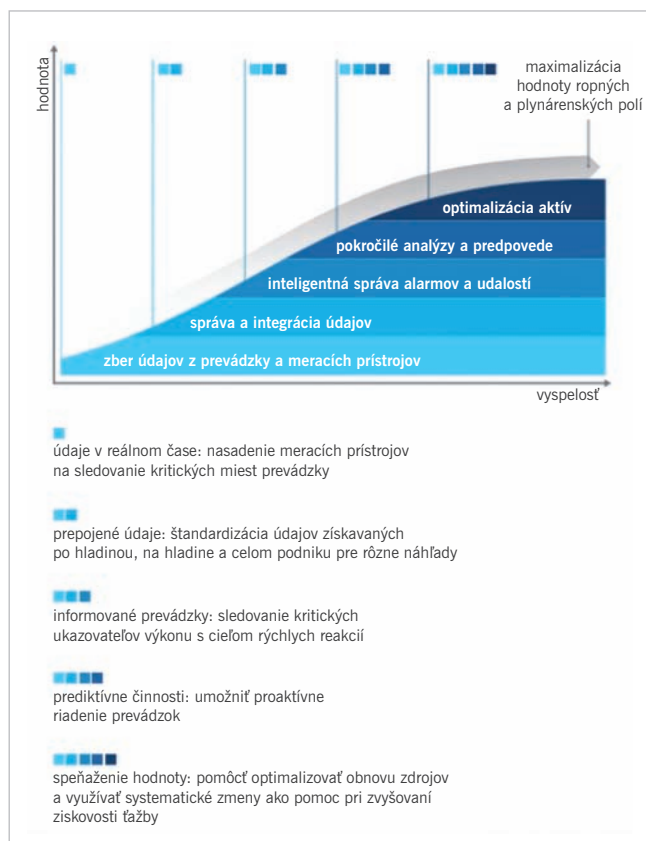 hodnota
maximalizácia
hodnoty ropných
a plynárenských polí
optimalizácia aktív
pokročilé analýzy a predpovede
inteligentná správa alarmov a udalostí
správa a integrácia údajov
zber údajov z prevádzky a meracích prístrojov
vyspelosť
údaje v reálnom čase: nasadenie meracích prístrojov
na sledovanie kritických miest prevádzky
prepojené údaje: štandardizácia údajov získavaných
po hladinou, na hladine a celom podniku pre rôzne náhľady
informované prevádzky: sledovanie kritických
ukazovateľov výkonu s cieľom rýchlych reakcií
prediktívne činnosti: umožniť proaktívne
riadenie prevádzok
speňaženie hodnoty: pomôcť optimalizovať obnovu zdrojov
a využívať systematické zmeny ako pomoc pri zvyšovaní
ziskovosti ťažby